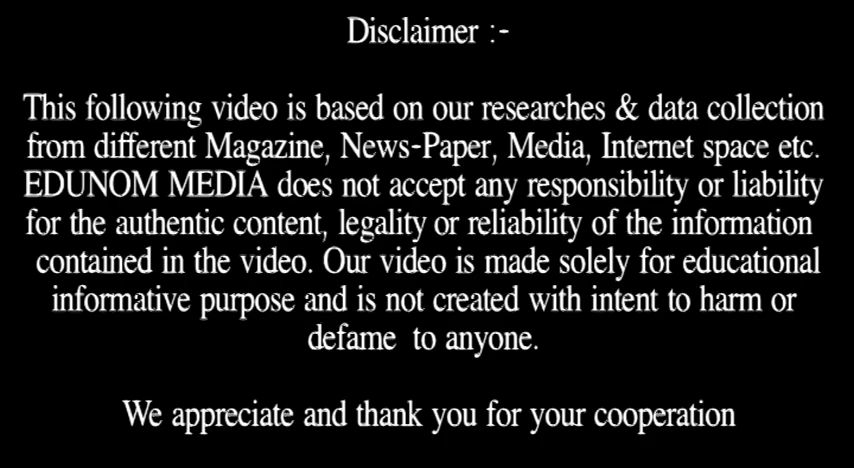 Disclaimer :-
This following video is based on our researches & data collection
from different Magazine, News-Paper, Media, Internet space etc.
EDUNOM MEDIA does not accept any responsibility or liability
for the authentic content, legality or reliability of the information
contained in the video. Our video is made solely for educational
informative purpose and is not created with intent to harm or
defame to anyone.
We appreciate and thank you for your cooperation